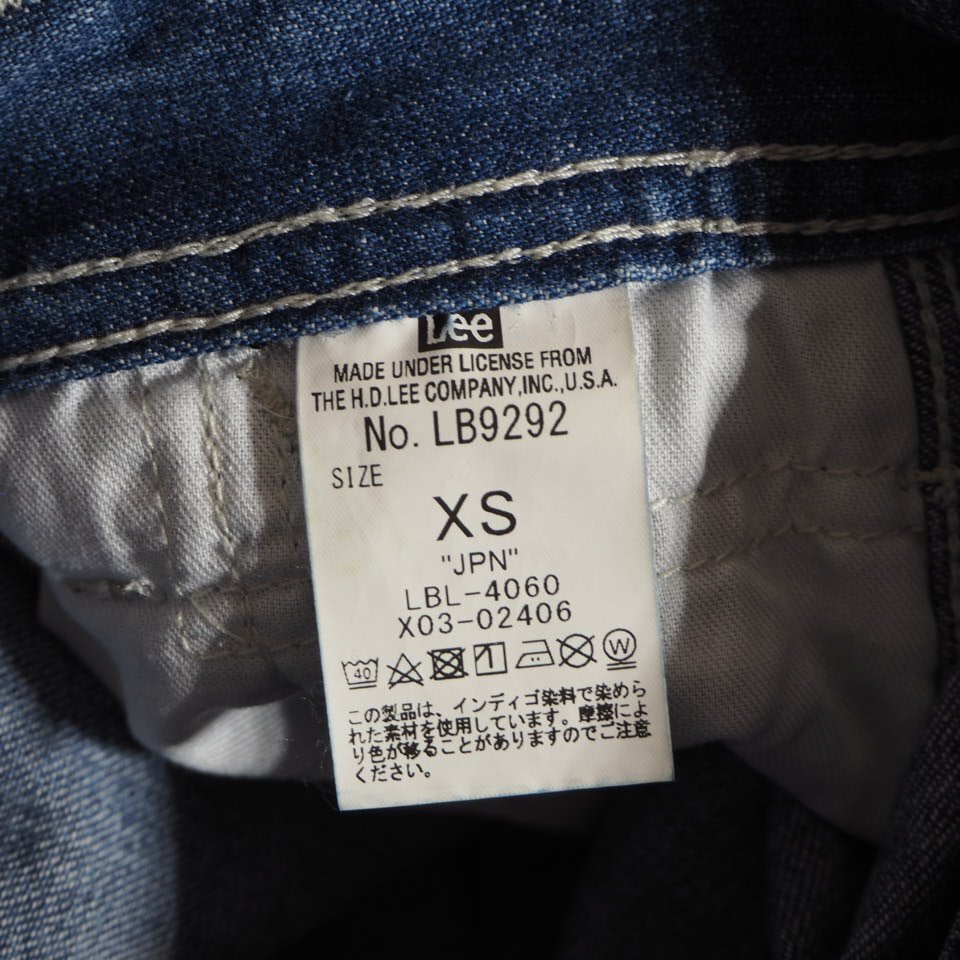 Lee
MADE UNDER LICENSE FROM
THE H.D.LEE COMPANY,INC.,U.S.A.
No. LB9292
SIZE
XS
"JPN"
LBL-4060
X03-02406
40
W
この製品は、インディゴ染料で染めら
れた素材を使用しています。摩擦によ
り色が移ることがありますのでご注意
ください。